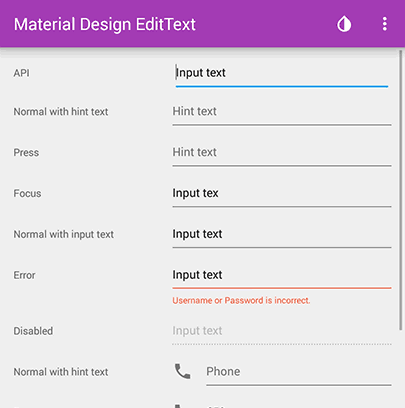 Material Design EditText
API Input text
Normal with hint text Hint text
Press Hint text
Focus Input tex
Normal with input text Input text
Error Input text
Username or Password is incorrect.
Disabled Input text
Normal with hint text Phone